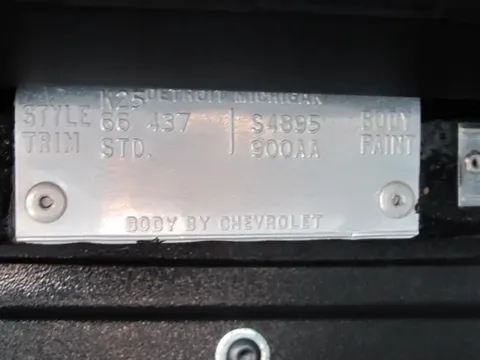 K25 DETROIT MICHIGAN
STYLE 66 437 S4895 BODY
TRIM STD. 900AA PAINT
BODY BY CHEVROLET